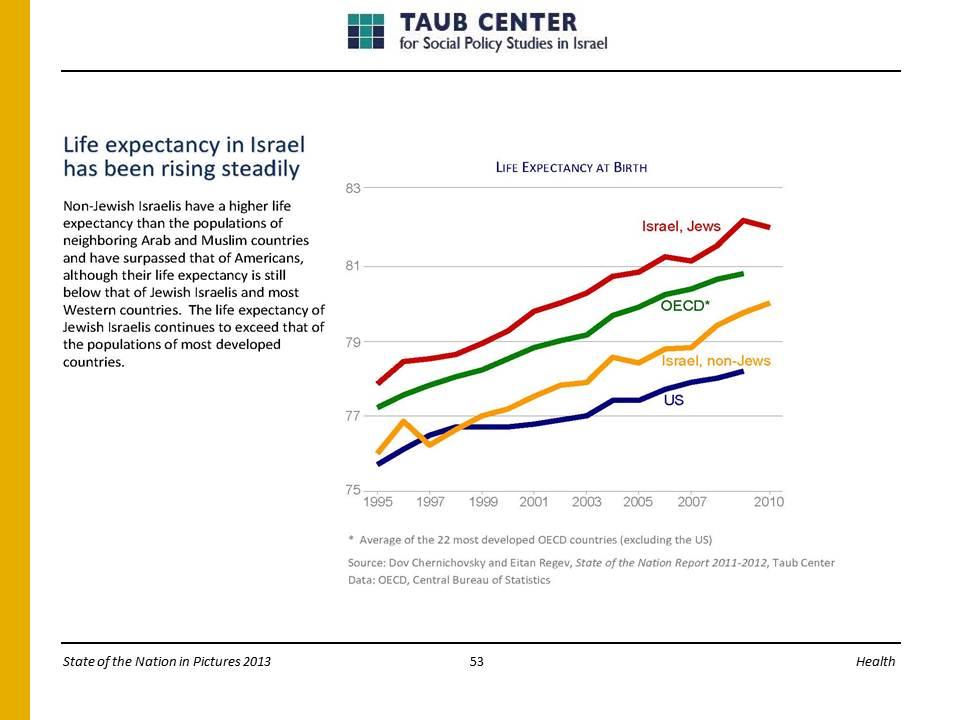 TAUB CENTER
for Social Policy Studies in Israel
Life expectancy in Israel
has been rising steadily
Non-Jewish Israelis have a higher life
expectancy than the populations of
neighboring Arab and Muslim countries
and have surpassed that of Americans,
although their life expectancy is still
below that of Jewish Israelis and most
Western countries.  The life expectancy of
Jewish Israelis continues to exceed that of
the populations of most developed
countries.
LIFE EXPECTANCY AT BIRTH
83
Israel, Jews
81
OECD*
79
Israel, non-Jews
US
77
75
1995 1997 1999 2001 2003 2005 2007 2010
* Average of the 22 most developed OECD countries (excluding the US)
Source: Dov Chernichovsky and Eitan Regev, State of the Nation Report 2011-2012, Taub Center
Data: OECD, Central Bureau of Statistics
State of the Nation in Pictures 2013 53 Health